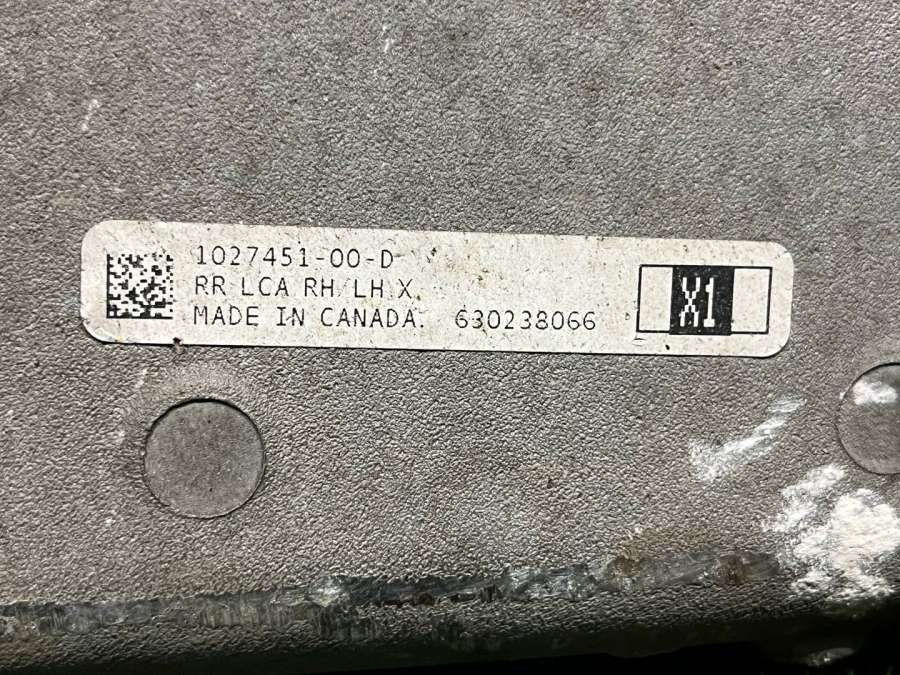 1027451-00-D
RR LCA RH/LH X
MADE IN CANADA. 630238066
X1